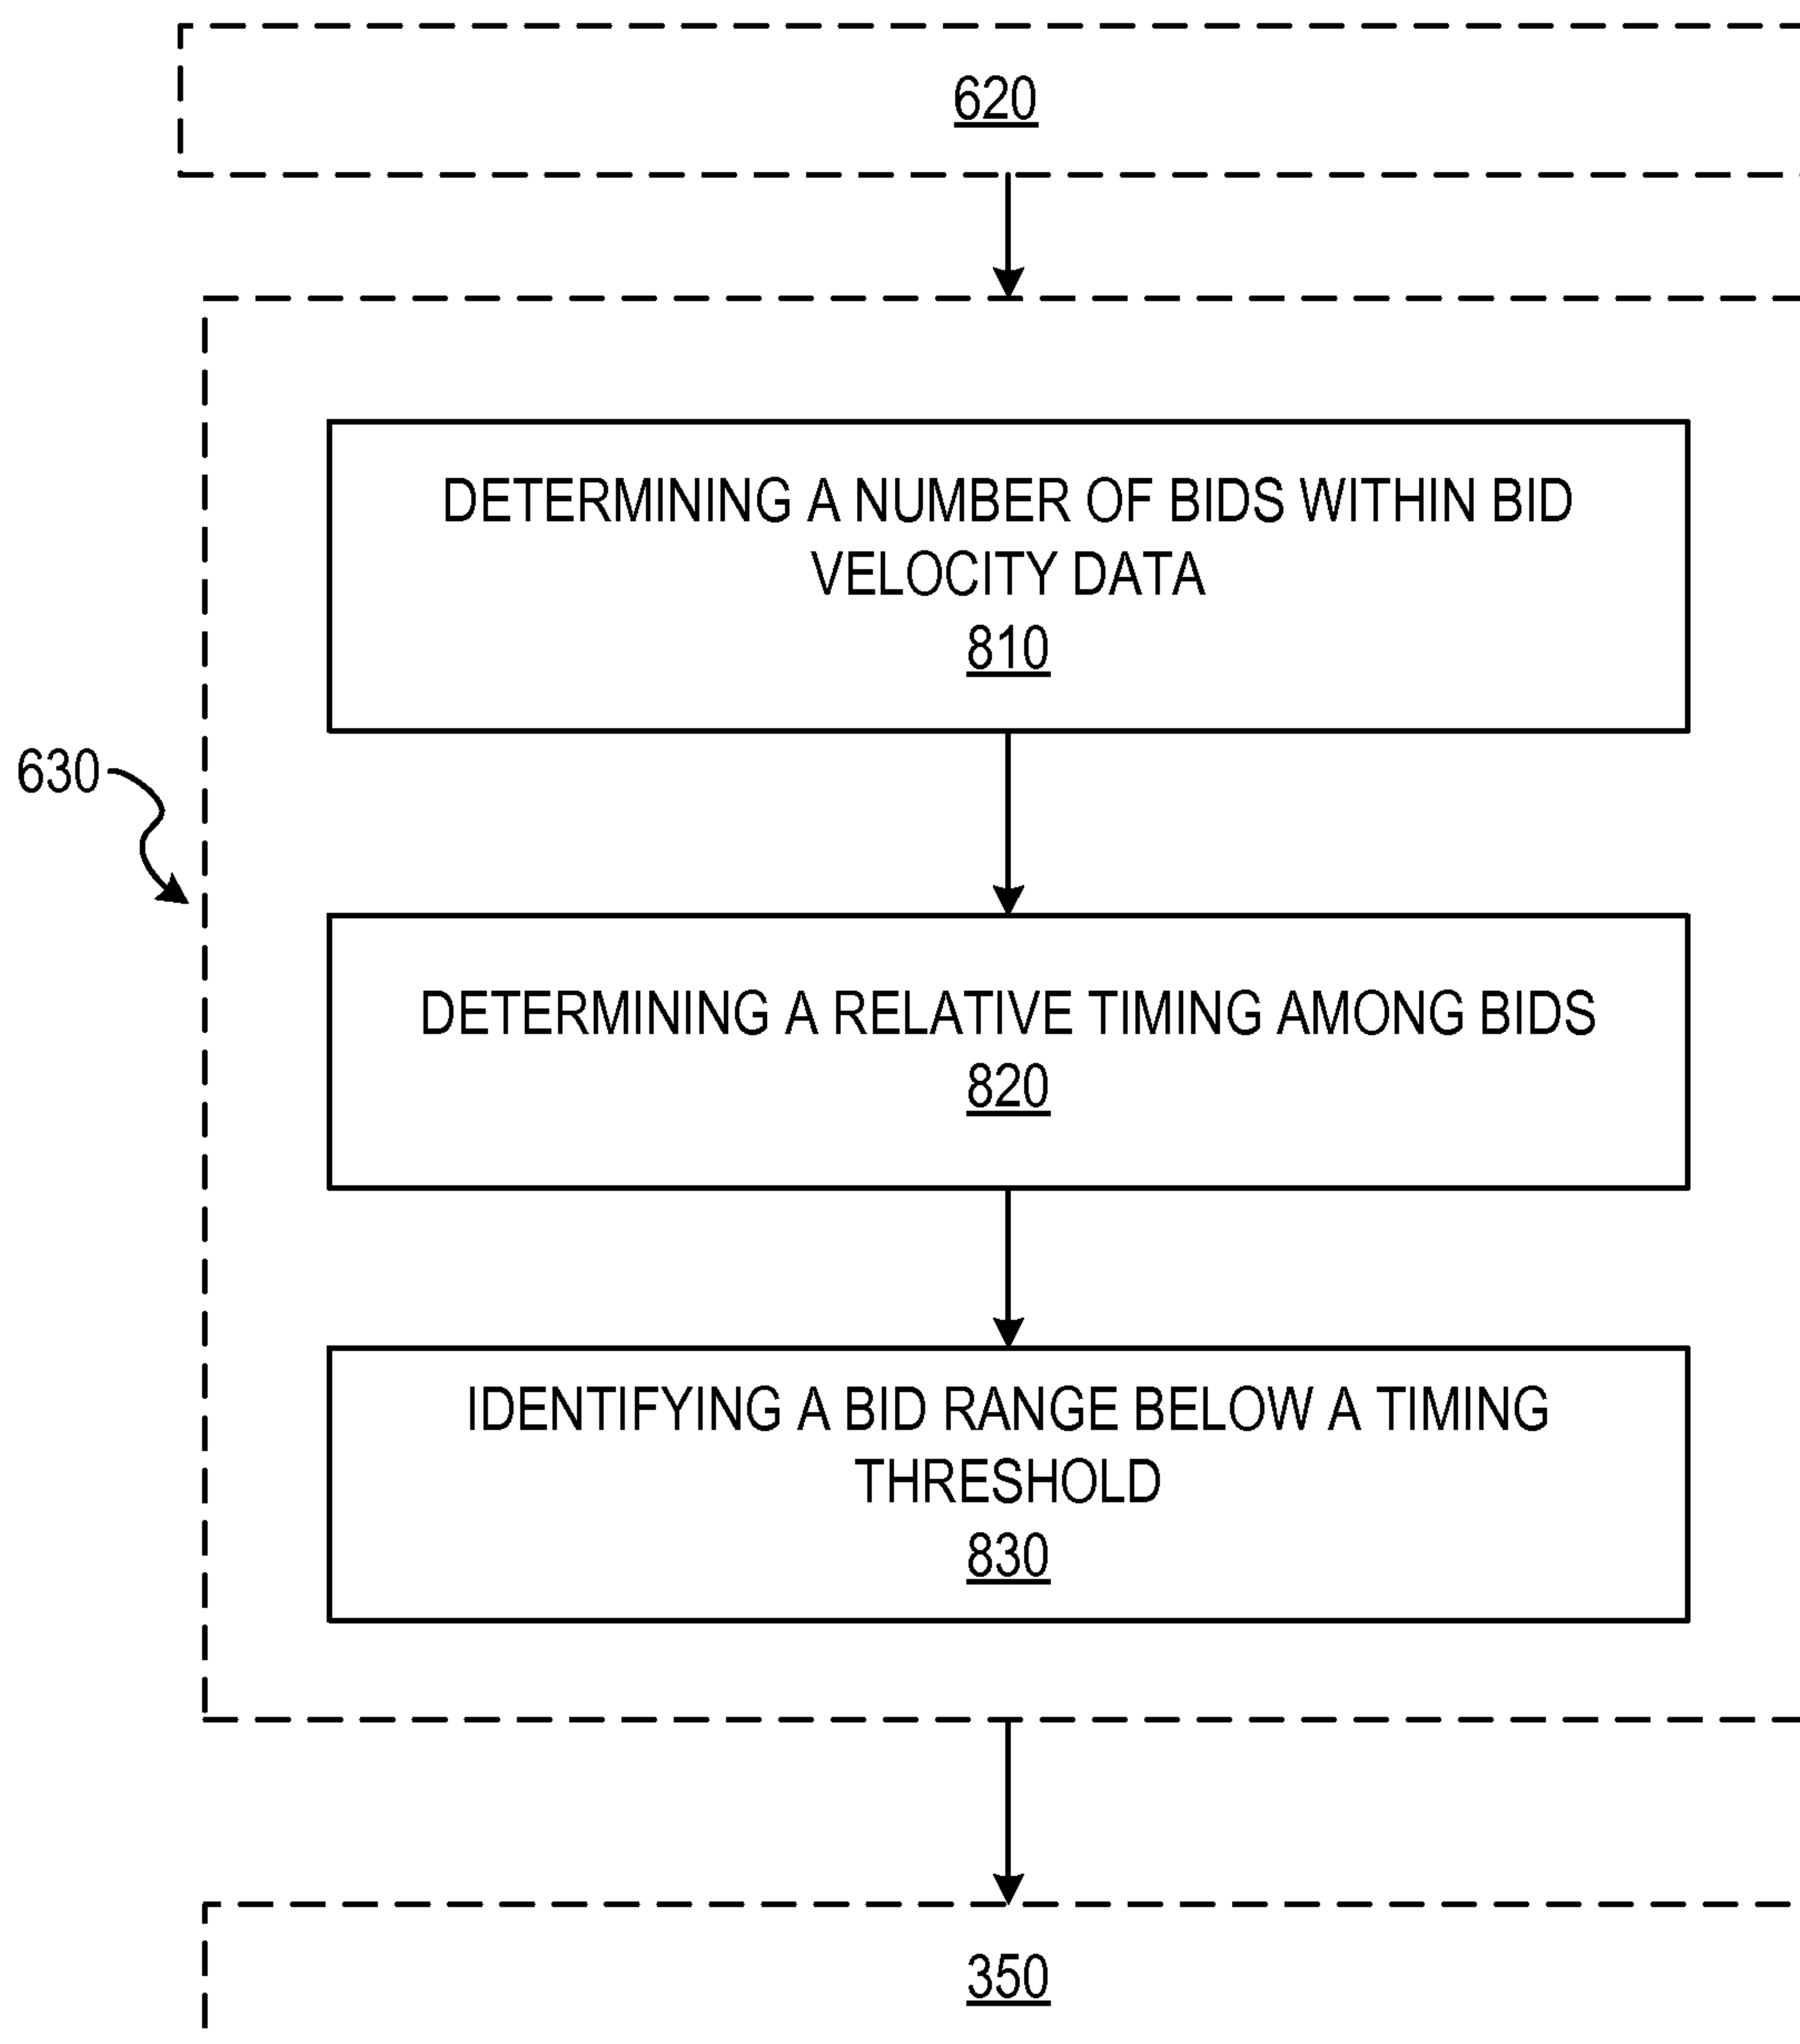 620
DETERMINING A NUMBER OF BIDS WITHIN BID
VELOCITY DATA
810
630
DETERMINING A RELATIVE TIMING AMONG BIDS
820
IDENTIFYING A BID RANGE BELOW A TIMING
THRESHOLD
830
350